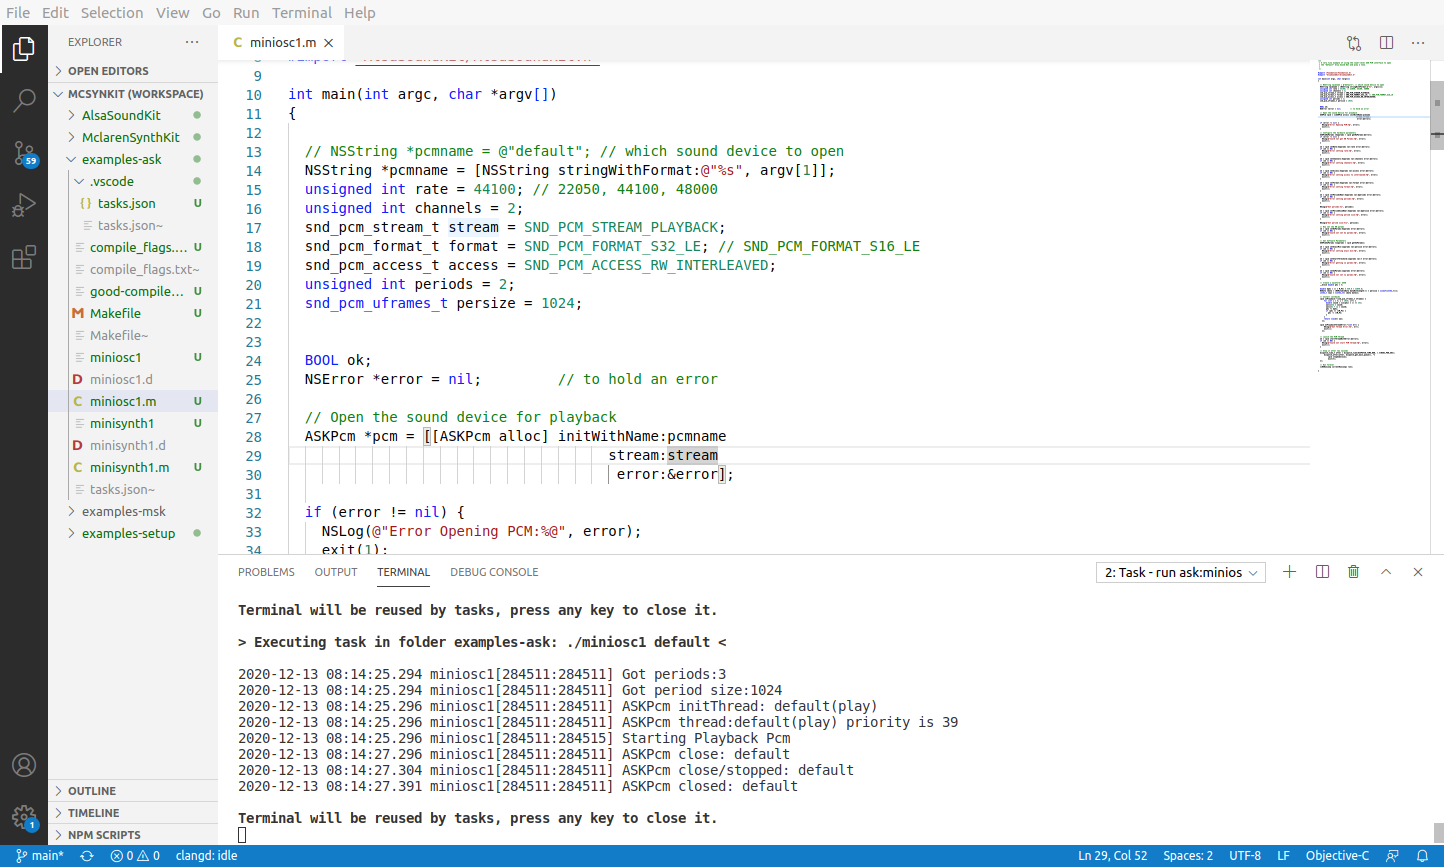 File Edit Selection View Go Run Terminal Help
EXPLORER
OPEN EDITORS
MCSYNKIT (WORKSPACE)
AlsaSoundKit
MclarenSynthKit
examples-ask
.vscode
{} tasks.json U
tasks.json~
compile_flags.... U
compile_flags.txt~
good-compile... U
M Makefile U
Makefile~
miniosc1 U
D miniosc1.d
C miniosc1.m U
minisynth1 U
D minisynth1.d
C minisynth1.m U
tasks.json~
examples-msk
examples-setup
OUTLINE
TIMELINE
NPM SCRIPTS
59
1
C miniosc1.m
9
10 int main(int argc, char *argv[])
11 {
12
13 // NSString *pcmname = @"default"; // which sound device to open
14 NSString *pcmname = [NSString stringWithFormat:@"%s", argv[1]];
15 unsigned int rate = 44100; // 22050, 44100, 48000
16 unsigned int channels = 2;
17 snd_pcm_stream_t stream = SND_PCM_STREAM_PLAYBACK;
18 snd_pcm_format_t format = SND_PCM_FORMAT_S32_LE; // SND_PCM_FORMAT_S16_LE
19 snd_pcm_access_t access = SND_PCM_ACCESS_RW_INTERLEAVED;
20 unsigned int periods = 2;
21 snd_pcm_uframes_t persize = 1024;
22
23
24 BOOL ok;
25 NSError *error = nil; // to hold an error
26
27 // Open the sound device for playback
28 ASKPcm *pcm = [[ASKPcm alloc] initWithName:pcmname
29 stream:stream
30 error:&error];
31
32 if (error != nil) {
33 NSLog(@"Error Opening PCM:%@", error);
34 exit(1);
PROBLEMS OUTPUT TERMINAL DEBUG CONSOLE
2: Task - run ask:minios
Terminal will be reused by tasks, press any key to close it.
> Executing task in folder examples-ask: ./miniosc1 default <
2020-12-13 08:14:25.294 miniosc1[284511:284511] Got periods:3
2020-12-13 08:14:25.294 miniosc1[284511:284511] Got period size:1024
2020-12-13 08:14:25.296 miniosc1[284511:284511] ASKPcm initThread: default(play)
2020-12-13 08:14:25.296 miniosc1[284511:284511] ASKPcm thread:default(play) priority is 39
2020-12-13 08:14:25.296 miniosc1[284511:284515] Starting Playback Pcm
2020-12-13 08:14:27.296 miniosc1[284511:284511] ASKPcm close: default
2020-12-13 08:14:27.304 miniosc1[284511:284511] ASKPcm close/stopped: default
2020-12-13 08:14:27.391 miniosc1[284511:284511] ASKPcm closed: default
Terminal will be reused by tasks, press any key to close it.
main* 0 0 clangd: idle
Ln 29, Col 52 Spaces: 2 UTF-8 LF Objective-C